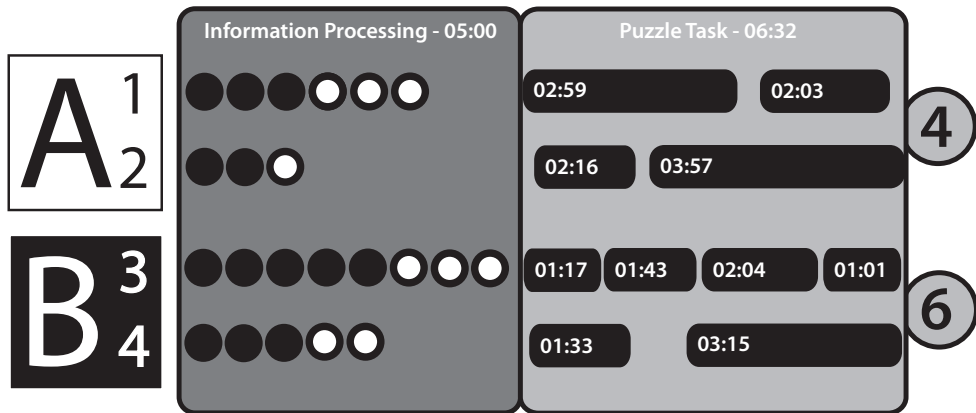 Information Processing - 05:00
Puzzle Task - 06:32
A 1 2
02:59 02:03
02:16 03:57
4
B 3 4
01:17 01:43 02:04 01:01
01:33 03:15
6